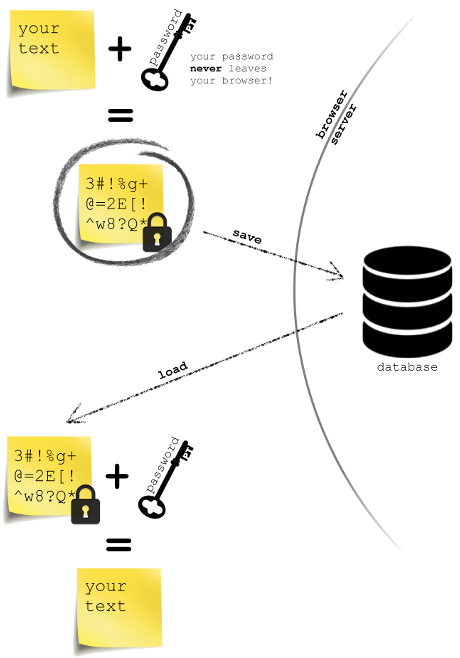 your
text
+
password
your password
never leaves
your browser!
=
3#!%g+
@=2E[!
^w8?Q*
browser
server
save
database
load
3#!%g+
@=2E[!
^w8?Q*
+
password
=
your
text